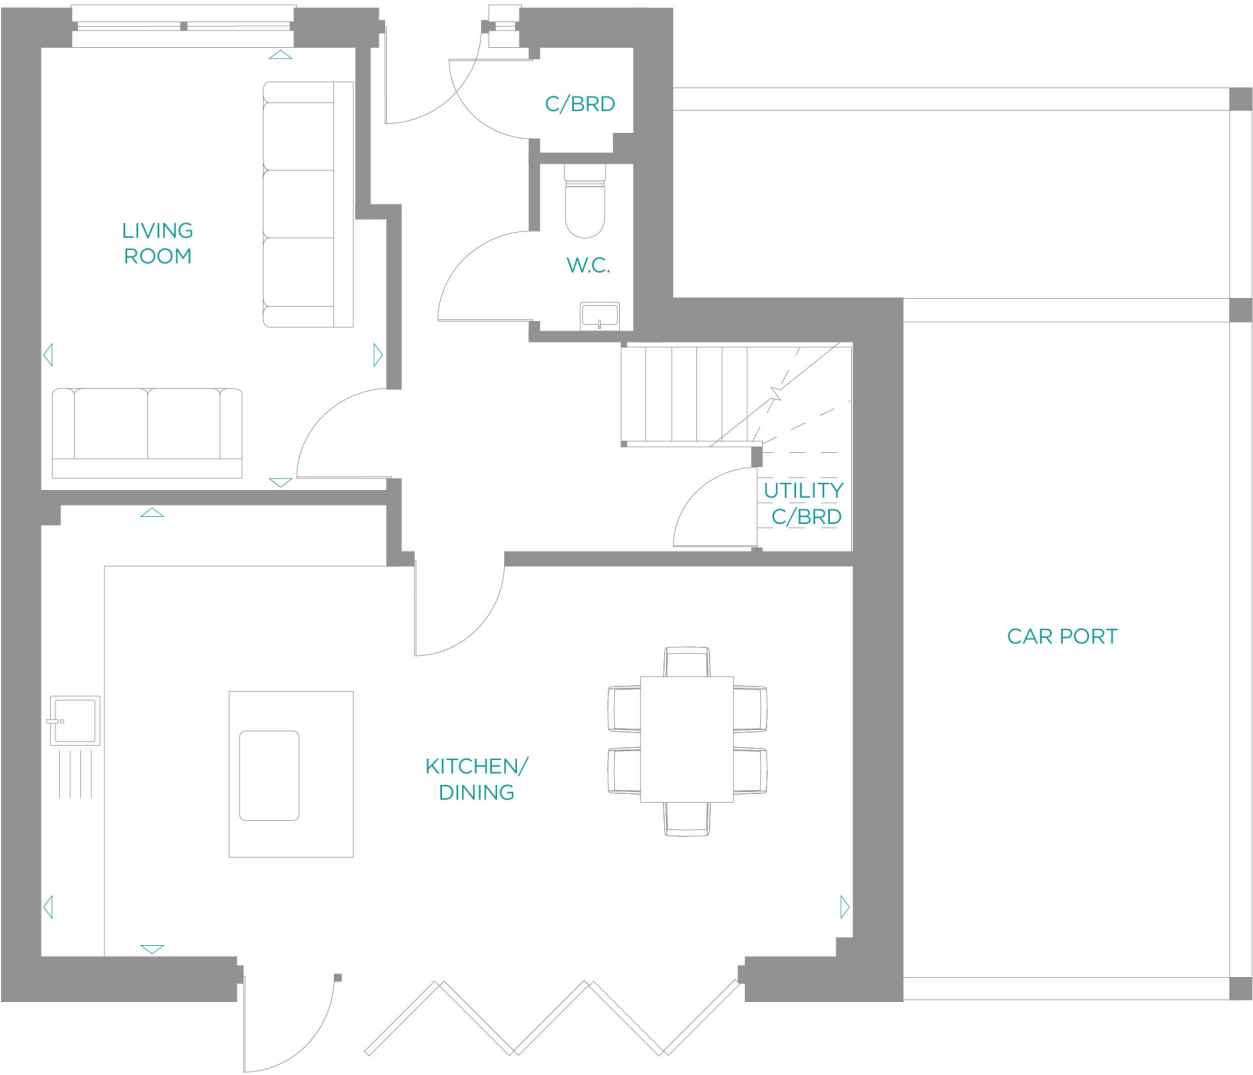 C/BRD
LIVING
ROOM
W.C.
UTILITY
C/BRD
CAR PORT
KITCHEN/
DINING